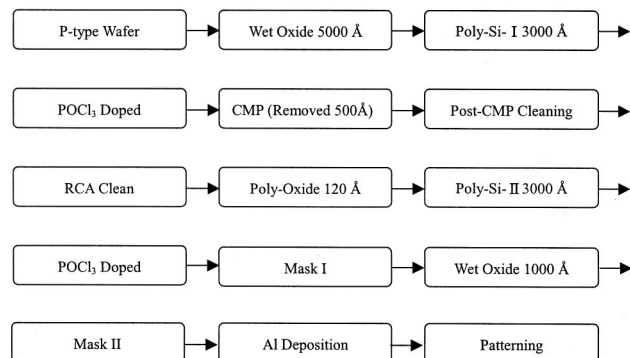 P-type Wafer
Wet Oxide 5000 Å
Poly-Si- I 3000 Å
POCl₃ Doped
CMP (Removed 500Å)
Post-CMP Cleaning
RCA Clean
Poly-Oxide 120 Å
Poly-Si- II 3000 Å
POCl₃ Doped
Mask I
Wet Oxide 1000 Å
Mask II
Al Deposition
Patterning